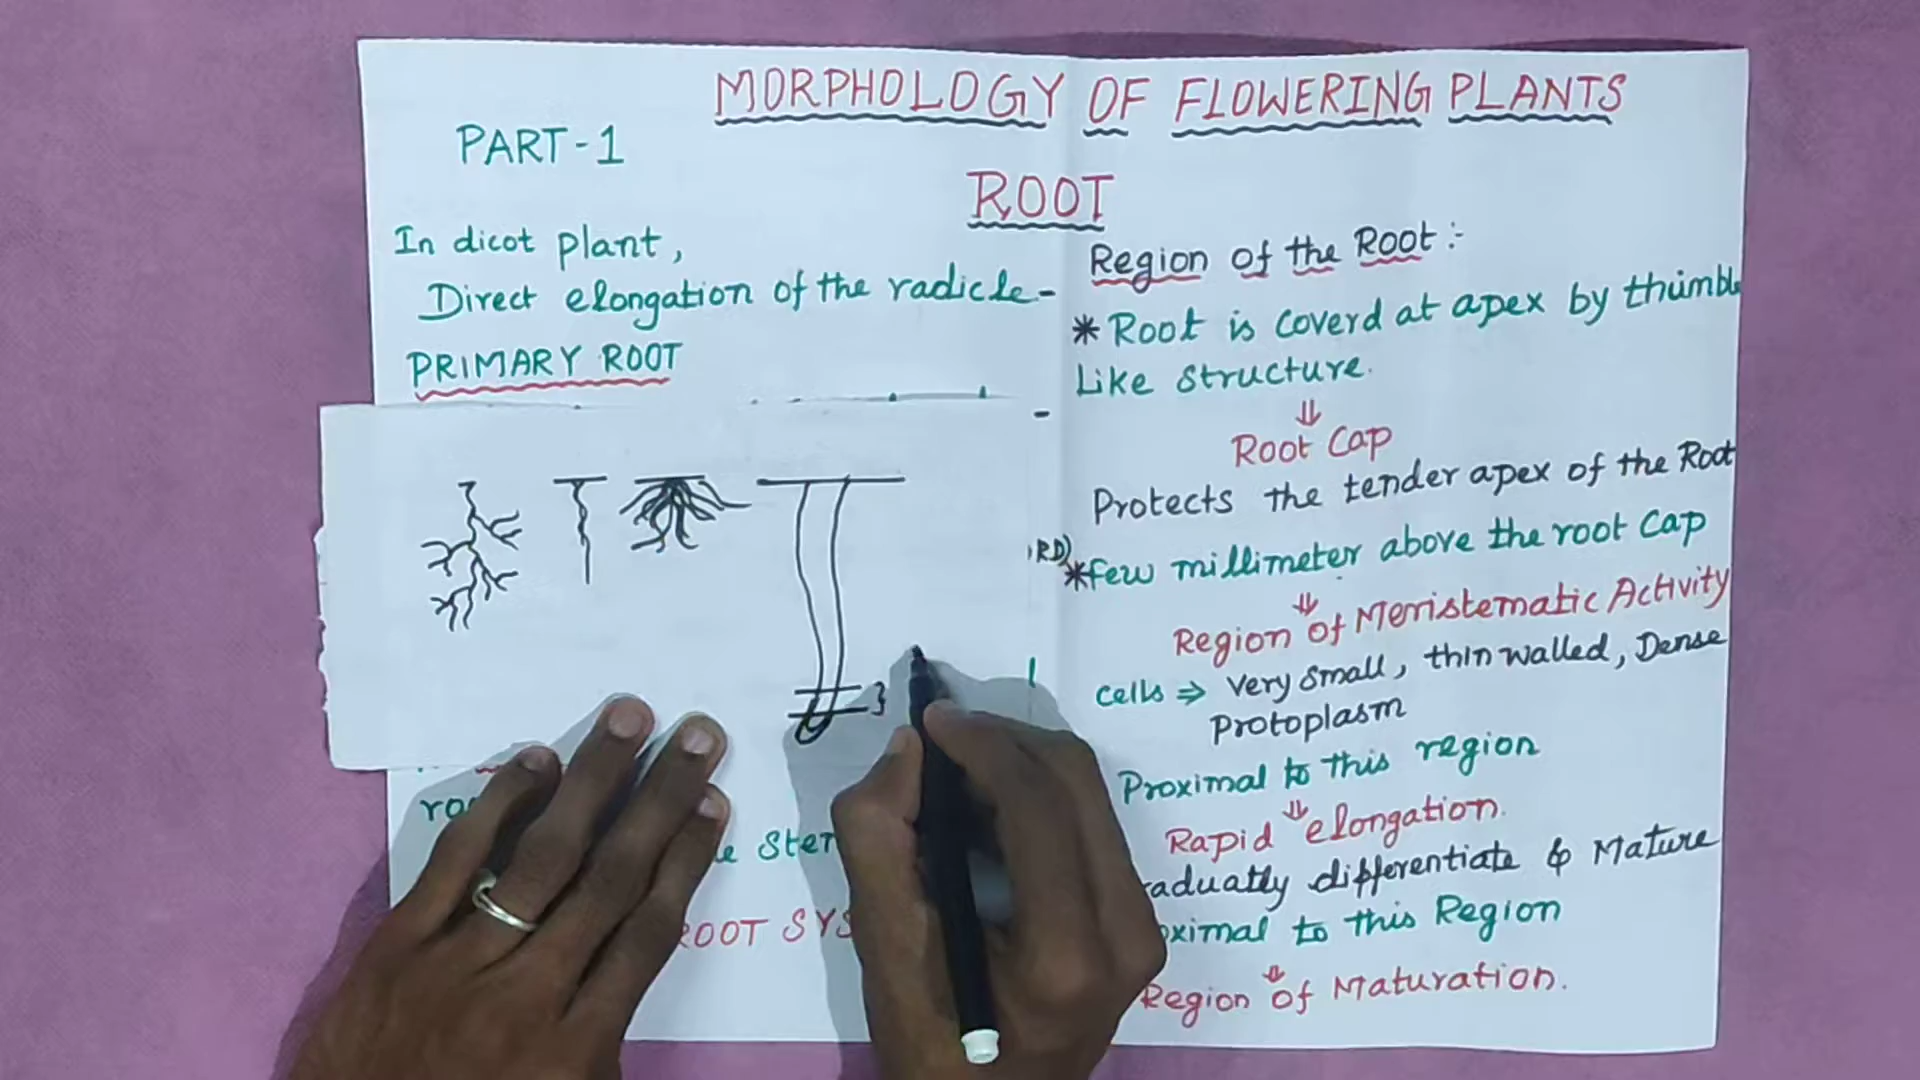 MORPHOLOGY OF FLOWERING PLANTS
PART-1
ROOT
In dicot plant,
Direct elongation of the radicle-
PRIMARY ROOT
Region of the Root:-
* Root is coverd at apex by thimble
Like structure.
⇓
Root Cap
Protects the tender apex of the Root
*Few millimeter above the root Cap
⇓
Region of Meristematic Activity
cells ⇒ very small, thin walled, Dense
Protoplasm
Proximal to this region
⇓
Rapid elongation.
differentiate & Mature
to this Region
⇓
Region of Maturation.
ROOT